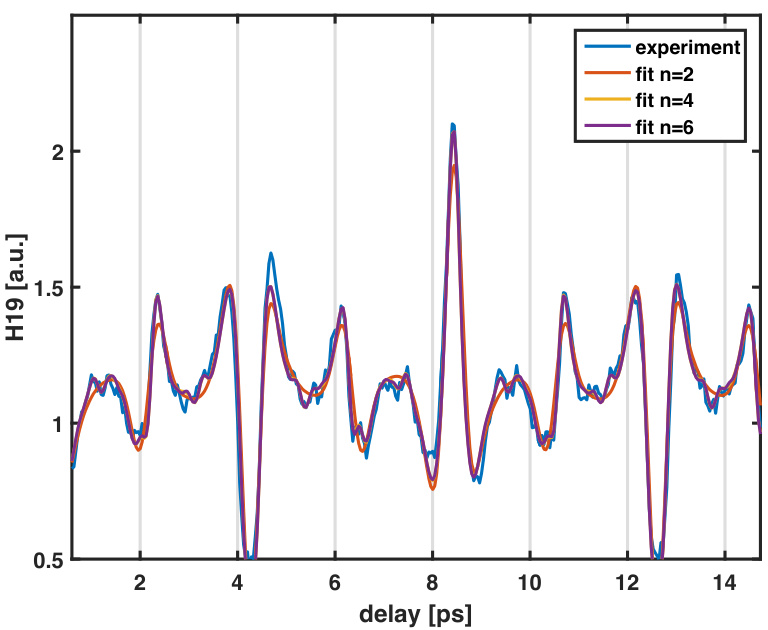 experiment
fit n=2
fit n=4
fit n=6
H19 [a.u.]
2
1.5
1
0.5
2 4 6 8 10 12 14
delay [ps]